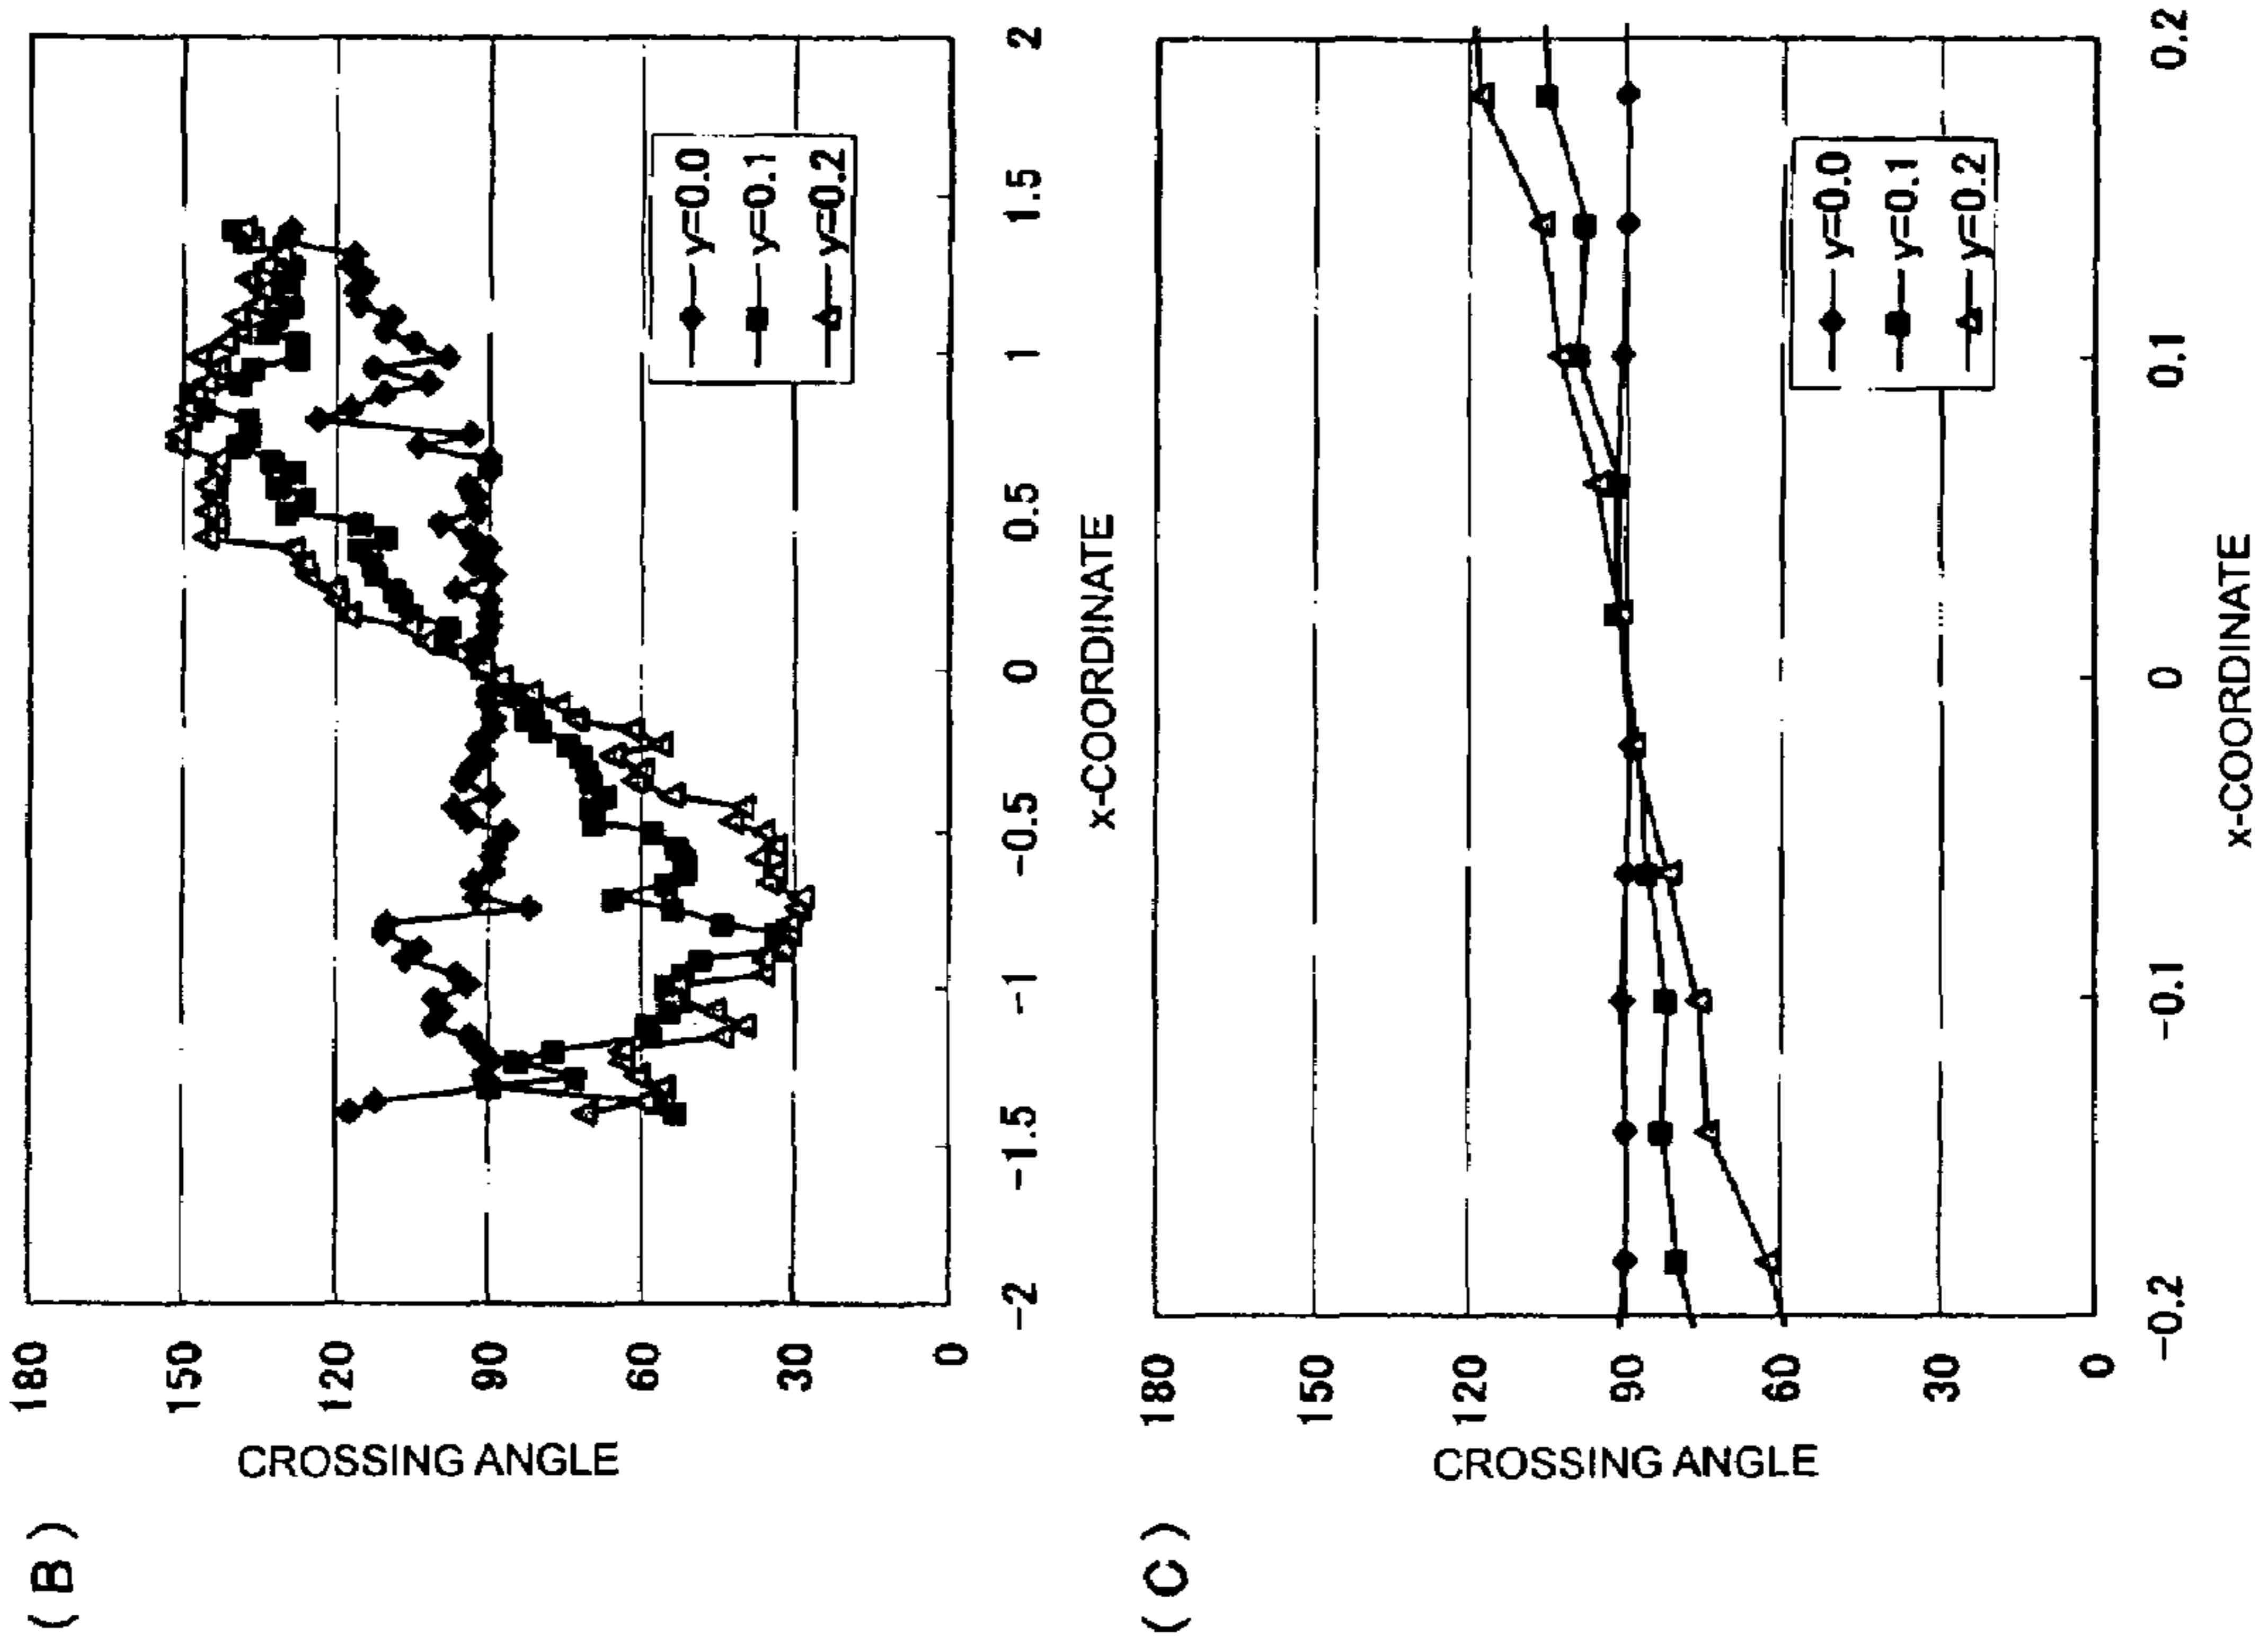 ( B )
CROSSING ANGLE
180
150
120
90
60
30
0
−2
−1.5
−1
−0.5
0
0.5
1
1.5
2
x-COORDINATE
y=0.0
y=0.1
y=0.2
( C )
CROSSING ANGLE
180
150
120
90
60
30
0
−0.2
−0.1
0
0.1
0.2
x-COORDINATE
y=0.0
y=0.1
y=0.2